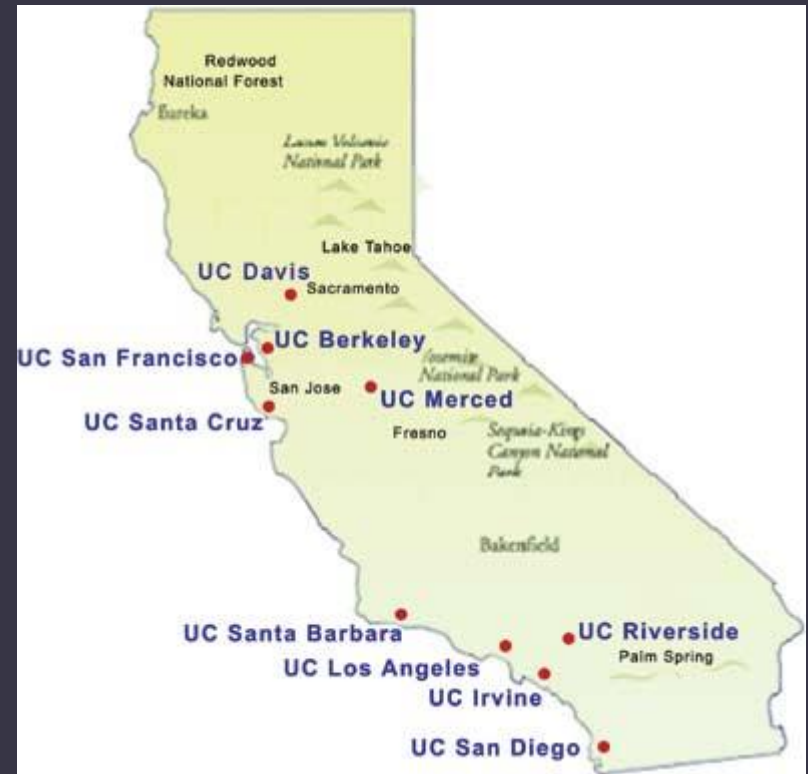 Redwood
National Forest
Eureka
Lassen Volcanic
National Park
Lake Tahoe
UC Davis
Sacramento
UC Berkeley
UC San Francisco
Yosemite
National Park
San Jose
UC Merced
UC Santa Cruz
Fresno
Sequoia-Kings
Canyon National
Park
Bakersfield
UC Santa Barbara
UC Riverside
Palm Spring
UC Los Angeles
UC Irvine
UC San Diego